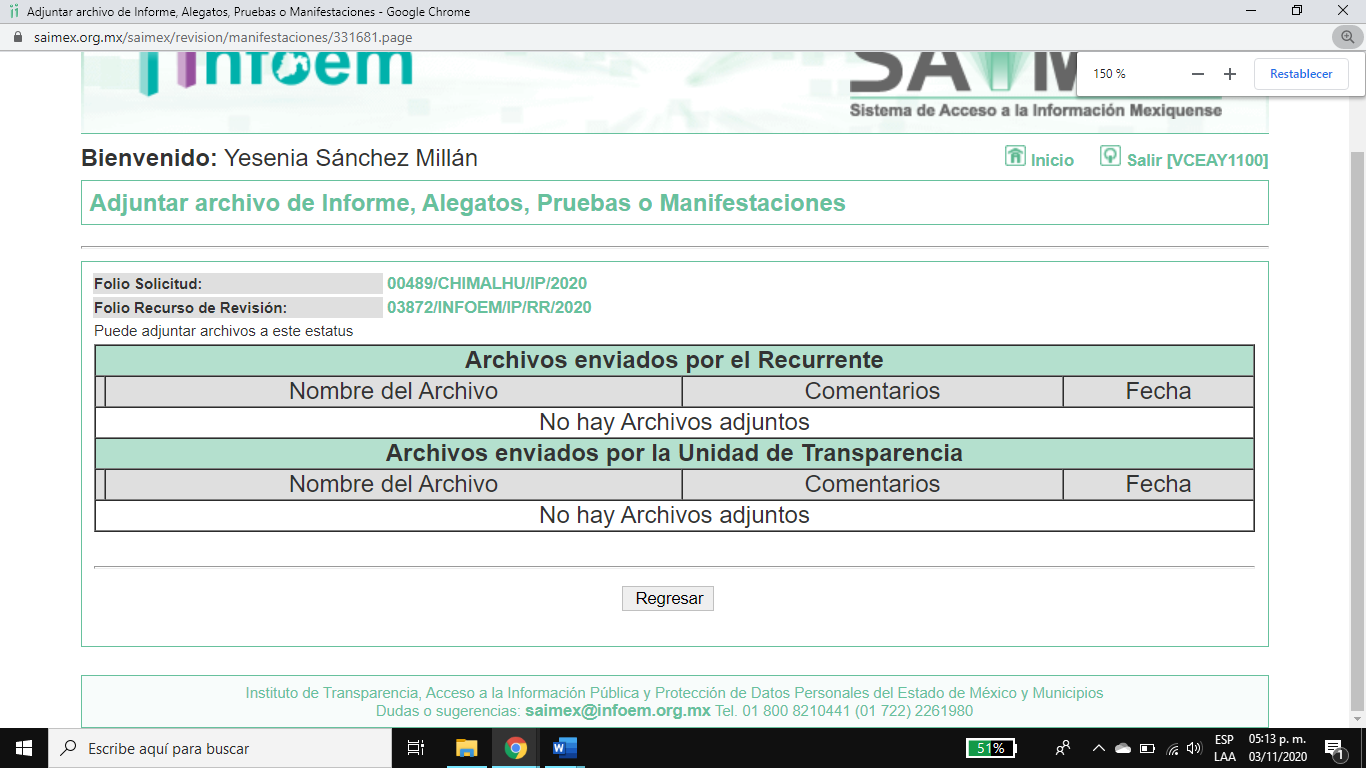 Adjuntar archivo de Informe, Alegatos, Pruebas o Manifestaciones - Google Chrome
saimex.org.mx/saimex/revision/manifestaciones/331681.page
150 %
Restablecer
infoem
SAIM
Sistema de Acceso a la Información Mexiquense
Bienvenido: Yesenia Sánchez Millán
Inicio
Salir [VCEAY1100]
Adjuntar archivo de Informe, Alegatos, Pruebas o Manifestaciones
Folio Solicitud: 00489/CHIMALHU/IP/2020
Folio Recurso de Revisión: 03872/INFOEM/IP/RR/2020
Puede adjuntar archivos a este estatus
Archivos enviados por el Recurrente
Nombre del Archivo Comentarios Fecha
No hay Archivos adjuntos
Archivos enviados por la Unidad de Transparencia
Nombre del Archivo Comentarios Fecha
No hay Archivos adjuntos
Regresar
Instituto de Transparencia, Acceso a la Información Pública y Protección de Datos Personales del Estado de México y Municipios
Dudas o sugerencias: saimex@infoem.org.mx Tel. 01 800 8210441 (01 722) 2261980
Escribe aquí para buscar
51%
ESP
LAA
05:13 p. m.
03/11/2020
1